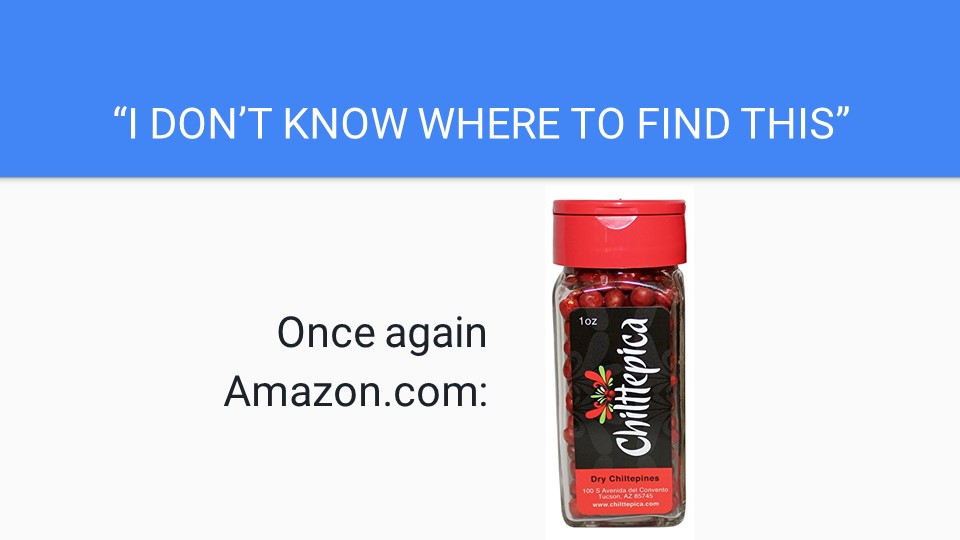 “I DON’T KNOW WHERE TO FIND THIS”
Once again
Amazon.com:
1oz
Chilttepica
Dry Chiltepines
100 S Avenida del Convento
Tucson, AZ 85745
www.chilttepica.com